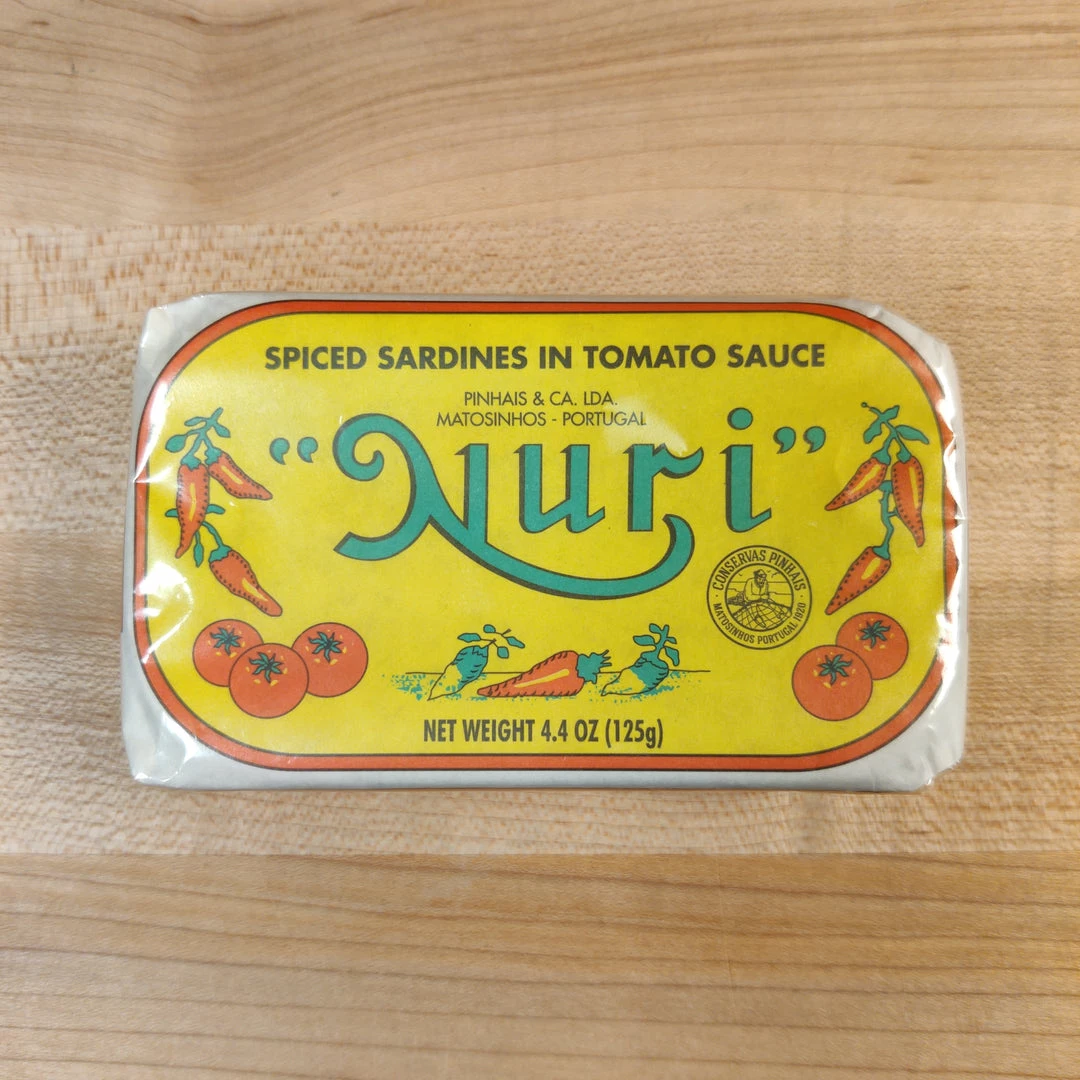 SPICED SARDINES IN TOMATO SAUCE
PINHAIS & CA. LDA.
MATOSINHOS - PORTUGAL
“Nuri”
CONSERVAS PINHAIS
MATOSINHOS PORTUGAL 1920
NET WEIGHT 4.4 OZ (125g)